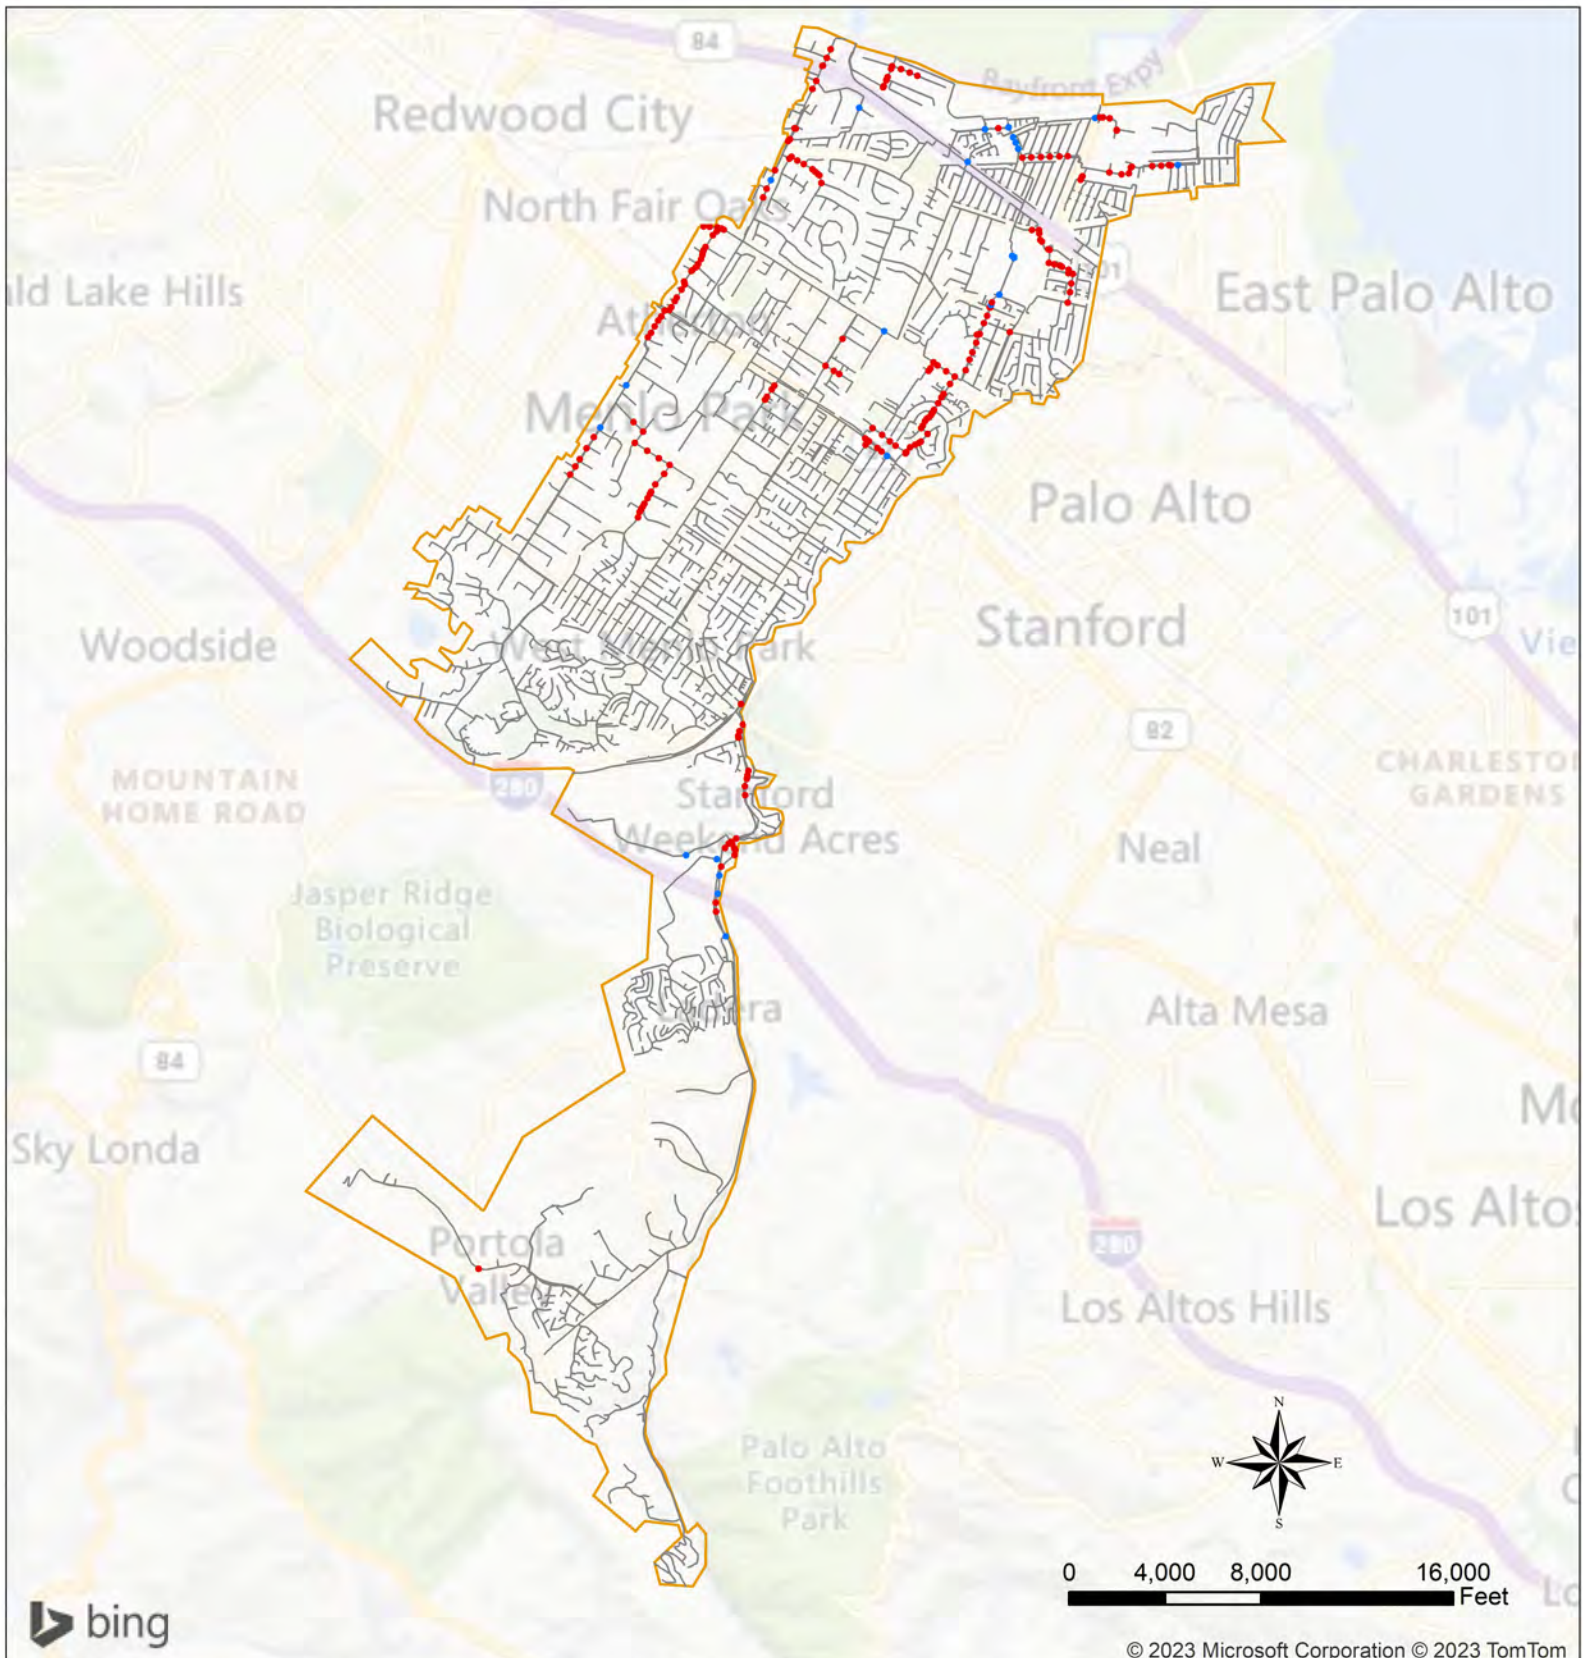 84
Bayfront Expy
Redwood City
North Fair Oaks
101
ald Lake Hills
East Palo Alto
Atherton
Menlo Park
Palo Alto
101
Stanford
Woodside
West Menlo Park
Vie
82
MOUNTAIN
HOME ROAD
280
Stanford
Weekend Acres
CHARLESTON
GARDENS
Neal
Jasper Ridge
Biological
Preserve
Ladera
Alta Mesa
84
Mo
Sky Londa
Los Altos
Portola
Valley
280
Los Altos Hills
N
W
E
S
Palo Alto
Foothills
Park
0 4,000 8,000 16,000
Feet
Lo
bing
© 2023 Microsoft Corporation © 2023 TomTom